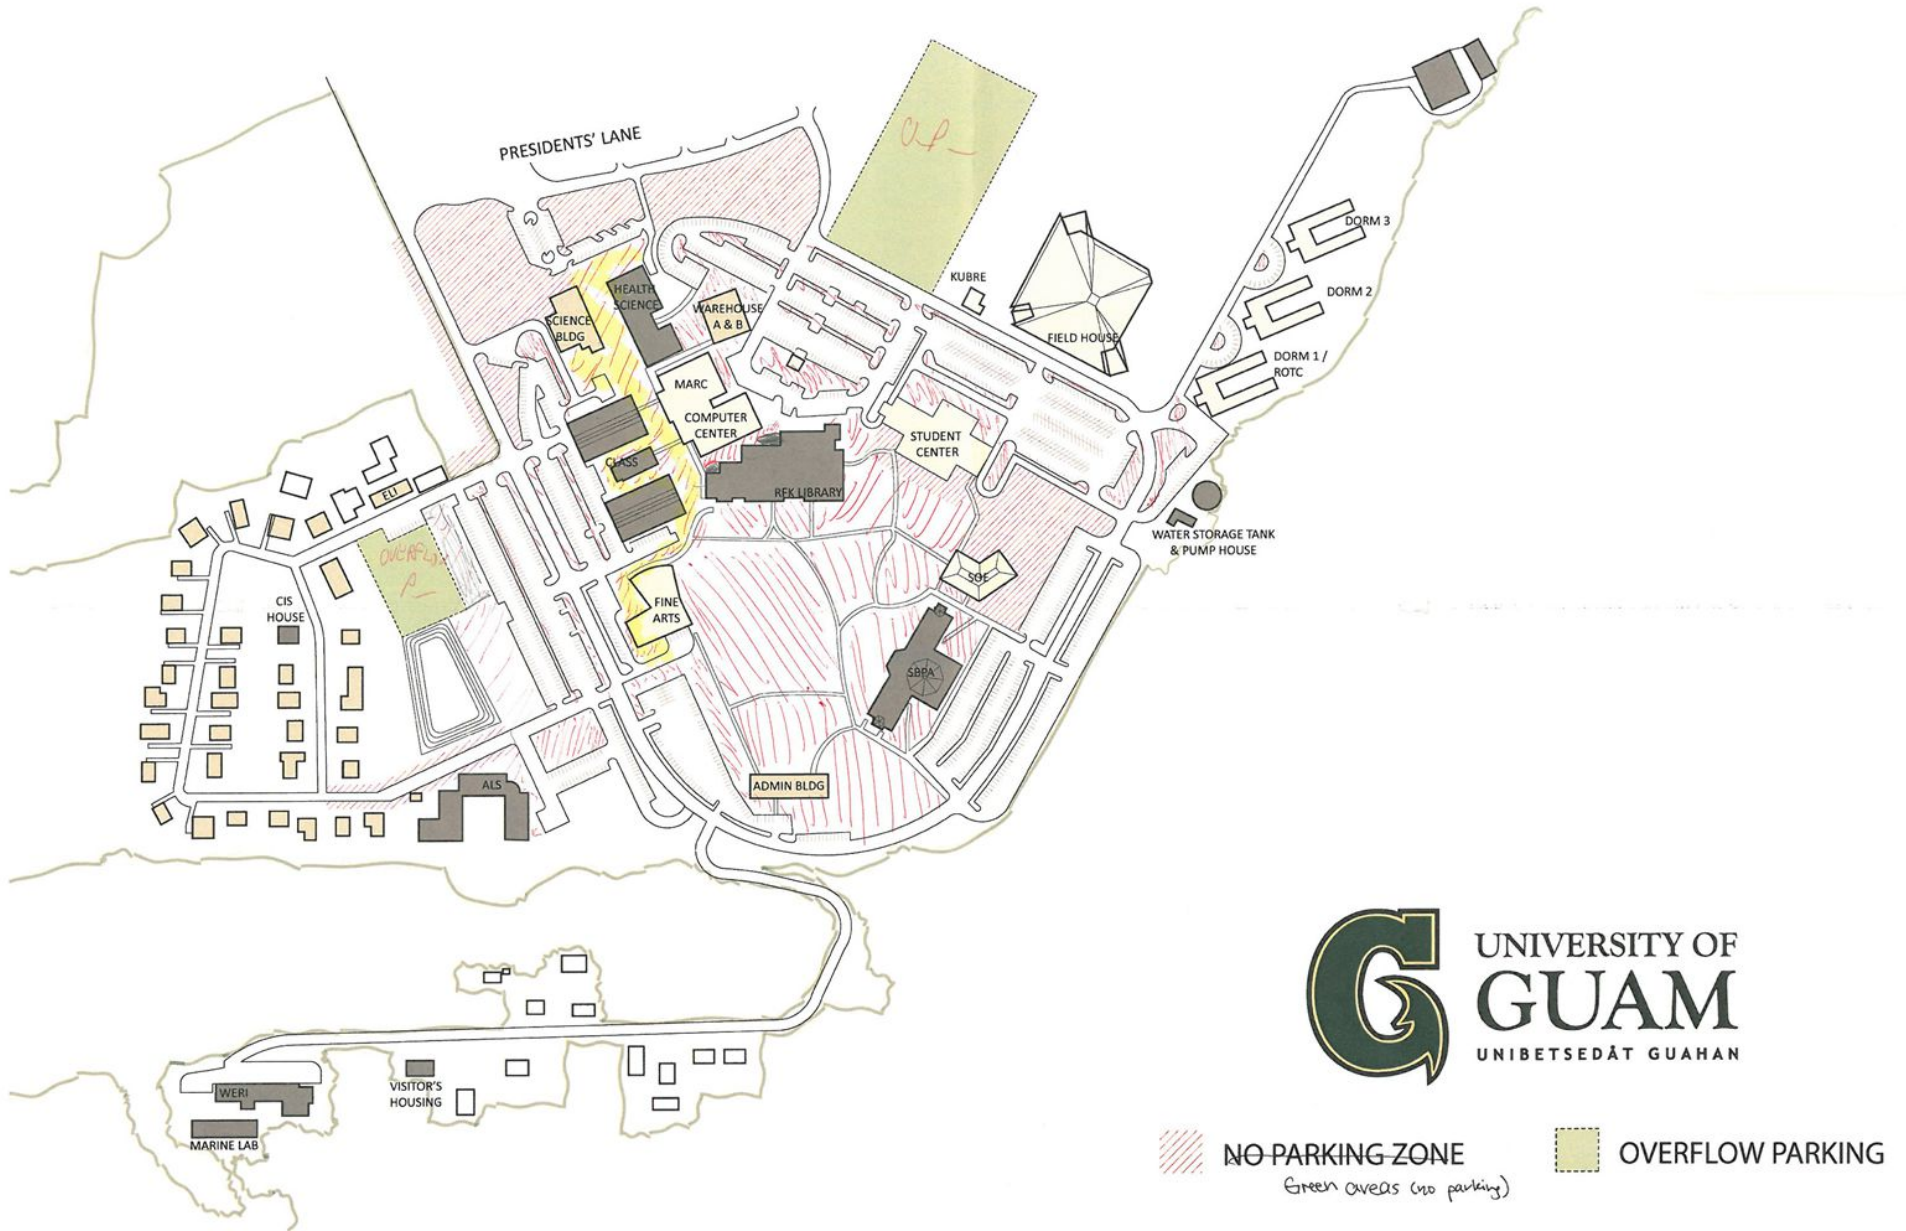 PRESIDENTS' LANE
U.P_
DORM 3
KUBRE
DORM 2
HEALTH
SCIENCE
WAREHOUSE
A & B
SCIENCE
BLDG
FIELD HOUSE
DORM 1 /
ROTC
MARC
COMPUTER
CENTER
STUDENT
CENTER
CLASS
ELI
RFK LIBRARY
WATER STORAGE TANK
& PUMP HOUSE
OVERFLOW
P_
SOE
CIS
HOUSE
FINE
ARTS
SBPA
ALS
ADMIN BLDG
G
UNIVERSITY OF
GUAM
UNIBETSEDÅT GUAHAN
VISITOR'S
HOUSING
WERI
MARINE LAB
NO PARKING ZONE
Green areas (no parking)
OVERFLOW PARKING